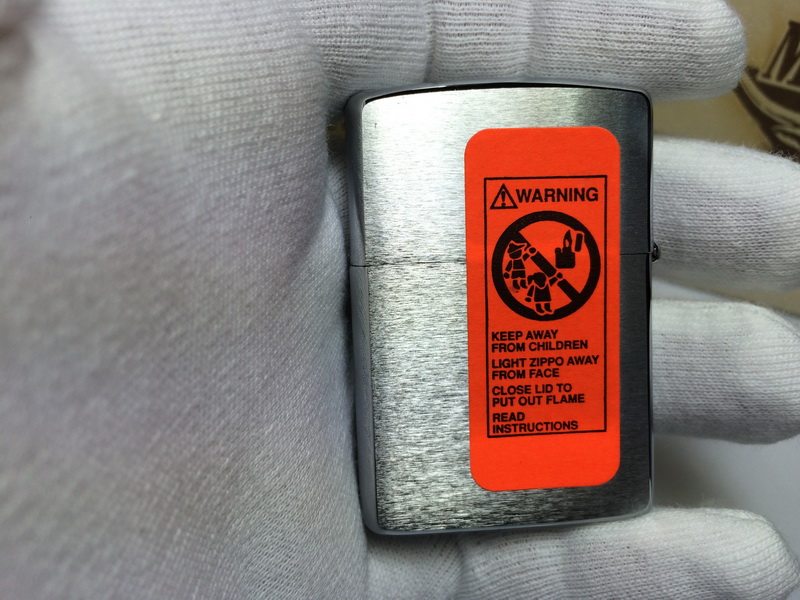 WARNING
KEEP AWAY
FROM CHILDREN
LIGHT ZIPPO AWAY
FROM FACE
CLOSE LID TO
PUT OUT FLAME
READ
INSTRUCTIONS